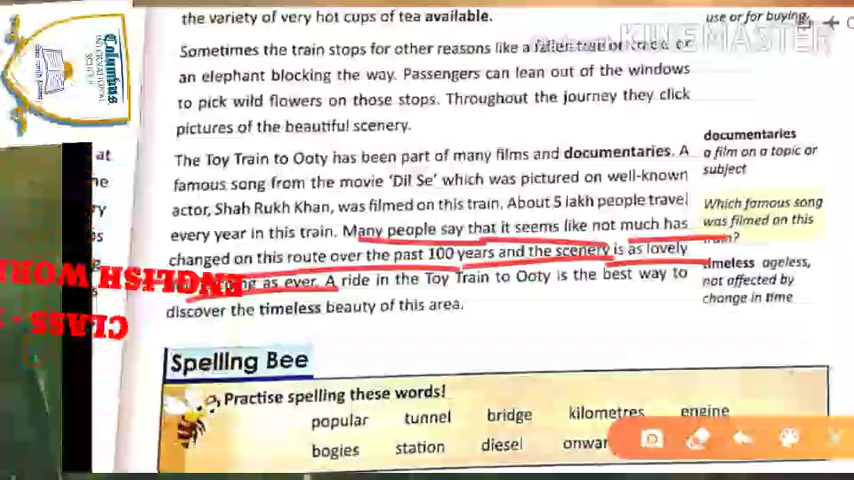 the variety of very hot cups of tea available.
Sometimes the train stops for other reasons like a fallen or
an elephant blocking the way. Passengers can lean out of the windows
to pick wild flowers on those stops. Throughout the journey they click
pictures of the beautiful scenery.
The Toy Train to Ooty has been part of many films and documentaries. A
famous song from the movie 'Dil Se' which was pictured on well-known
actor, Shah Rukh Khan, was filmed on this train. About 5 lakh people travel
every year in this train. Many people say that it seems like not much has
changed on this route over the past 100 years and the scenery is as lovely
as ever. A ride in the Toy Train to Ooty is the best way to
discover the timeless beauty of this area.
use or for buying,
documentaries
a film on a topic or
subject
Which famous song
was filmed on this
train?
timeless ageless,
not affected by
change in time
Spelling Bee
Practise spelling these words!
popular tunnel bridge kilometres engine
bogies station diesel
KINEMASTER
Columbus
INTERNATIONAL
SCHOOL
ENGLISH WOR
CLASS -
at